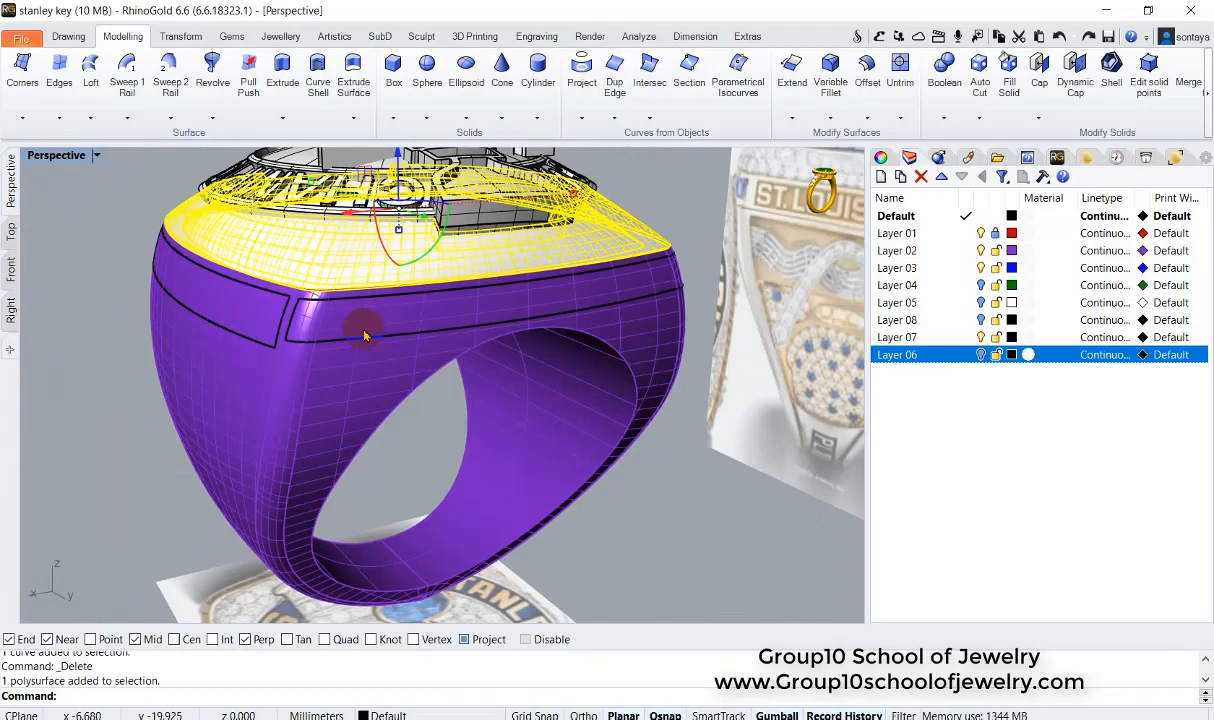 stanley key (10 MB) - RhinoGold 6.6 (6.6.18323.1) - [Perspective]
File Drawing Modelling Transform Gems Jewellery Artistics SubD Sculpt 3D Printing Engraving Render Analyze Dimension Extras sontaya
Corners Edges Loft Sweep 1 Rail Sweep 2 Rail Revolve Pull Push Extrude Curve Shell Extrude Surface Box Sphere Ellipsoid Cone Cylinder Project Dup Edge Intersec Section Parametrical Isocurves Extend Variable Fillet Offset Untrim Boolean Auto Cut Fill Solid Cap Dynamic Cap Shell Edit solid points Merge
Surface Solids Curves from Objects Modify Surfaces Modify Solids
Perspective
Perspective
Top
Front
Right
ST. LOUIS
STANL
z
x
y
Name Material Linetype Print Wi...
Default Continu... Default
Layer 01 Continuo... Default
Layer 02 Continuo... Default
Layer 03 Continuo... Default
Layer 04 Continuo... Default
Layer 05 Continuo... Default
Layer 08 Continuo... Default
Layer 07 Continuo... Default
Layer 06 Continuo... Default
End Near Point Mid Cen Int Perp Tan Quad Knot Vertex Project Disable
1 curve added to selection.
Command: _Delete
1 polysurface added to selection.
Command:
Group10 School of Jewelry
www.Group10schoolofjewelry.com
CPlane x -6.680 y -19.925 z 0.000 Millimeters Default Grid Snap Ortho Planar Osnap SmartTrack Gumball Record History Filter Memory use: 1344 MB